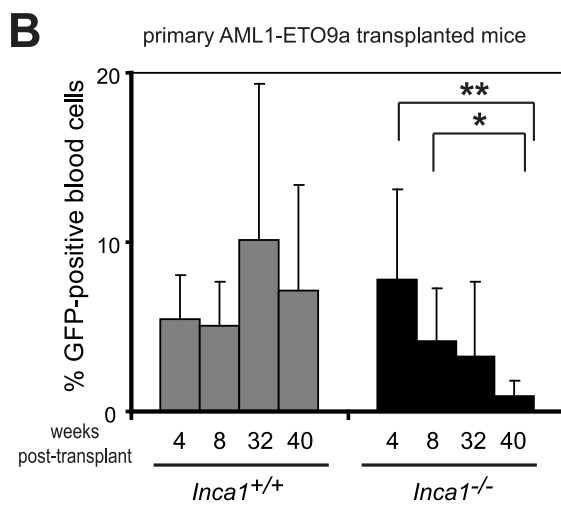 B
primary AML1-ETO9a transplanted mice
% GFP-positive blood cells
20
10
0
**
*
weeks
post-transplant
4 8 32 40 4 8 32 40
Inca1+/+ Inca1-/-